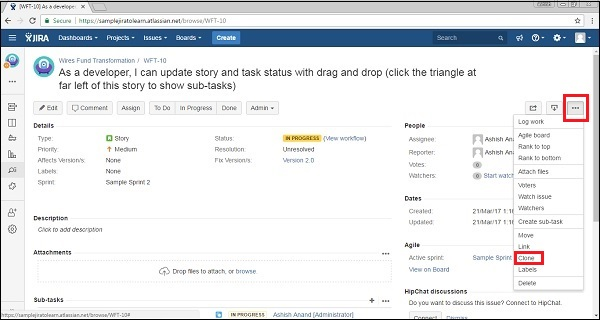 [WFT-10] As a developer, I c
Secure | https://samplejiratolearn.atlassian.net/browse/WFT-10
JIRA Dashboards Projects Issues Boards Create Search
Wires Fund Transformation / WFT-10
As a developer, I can update story and task status with drag and drop (click the triangle at
far left of this story to show sub-tasks)
Edit Comment Assign To Do In Progress Done Admin
Log work
Agile board
Rank to top
Rank to bottom
Attach files
Voters
Watch issue
Watchers
Create sub-task
Move
Link
Clone
Labels
Delete
Details
Type: Story Status: IN PROGRESS (View workflow)
Priority: Medium Resolution: Unresolved
Affects Version/s: None Fix Version/s: Version 2.0
Labels: None
Sprint: Sample Sprint 2
People
Assignee: Ashish Anand
Reporter: Ashish Anand
Votes: 0
Watchers: 0 Start watch
Dates
Created: 21/Mar/17 1:1
Updated: 21/Mar/17 1:1
Description
Click to add description
Agile
Active sprint: Sample Sprint
View on Board
Attachments
Drop files to attach, or browse.
HipChat discussions
Do you want to discuss this issue? Connect to HipChat.
Connect Dismiss
Sub-tasks
IN PROGRESS Ashish Anand [Administrator]
https://samplejiratolearn.atlassian.net/browse/WFT-10#